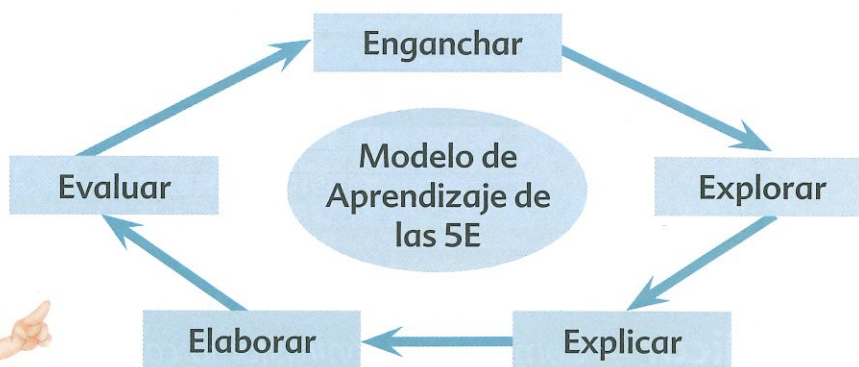 Enganchar
Modelo de
Aprendizaje de
las 5E
Evaluar
Explorar
Elaborar
Explicar